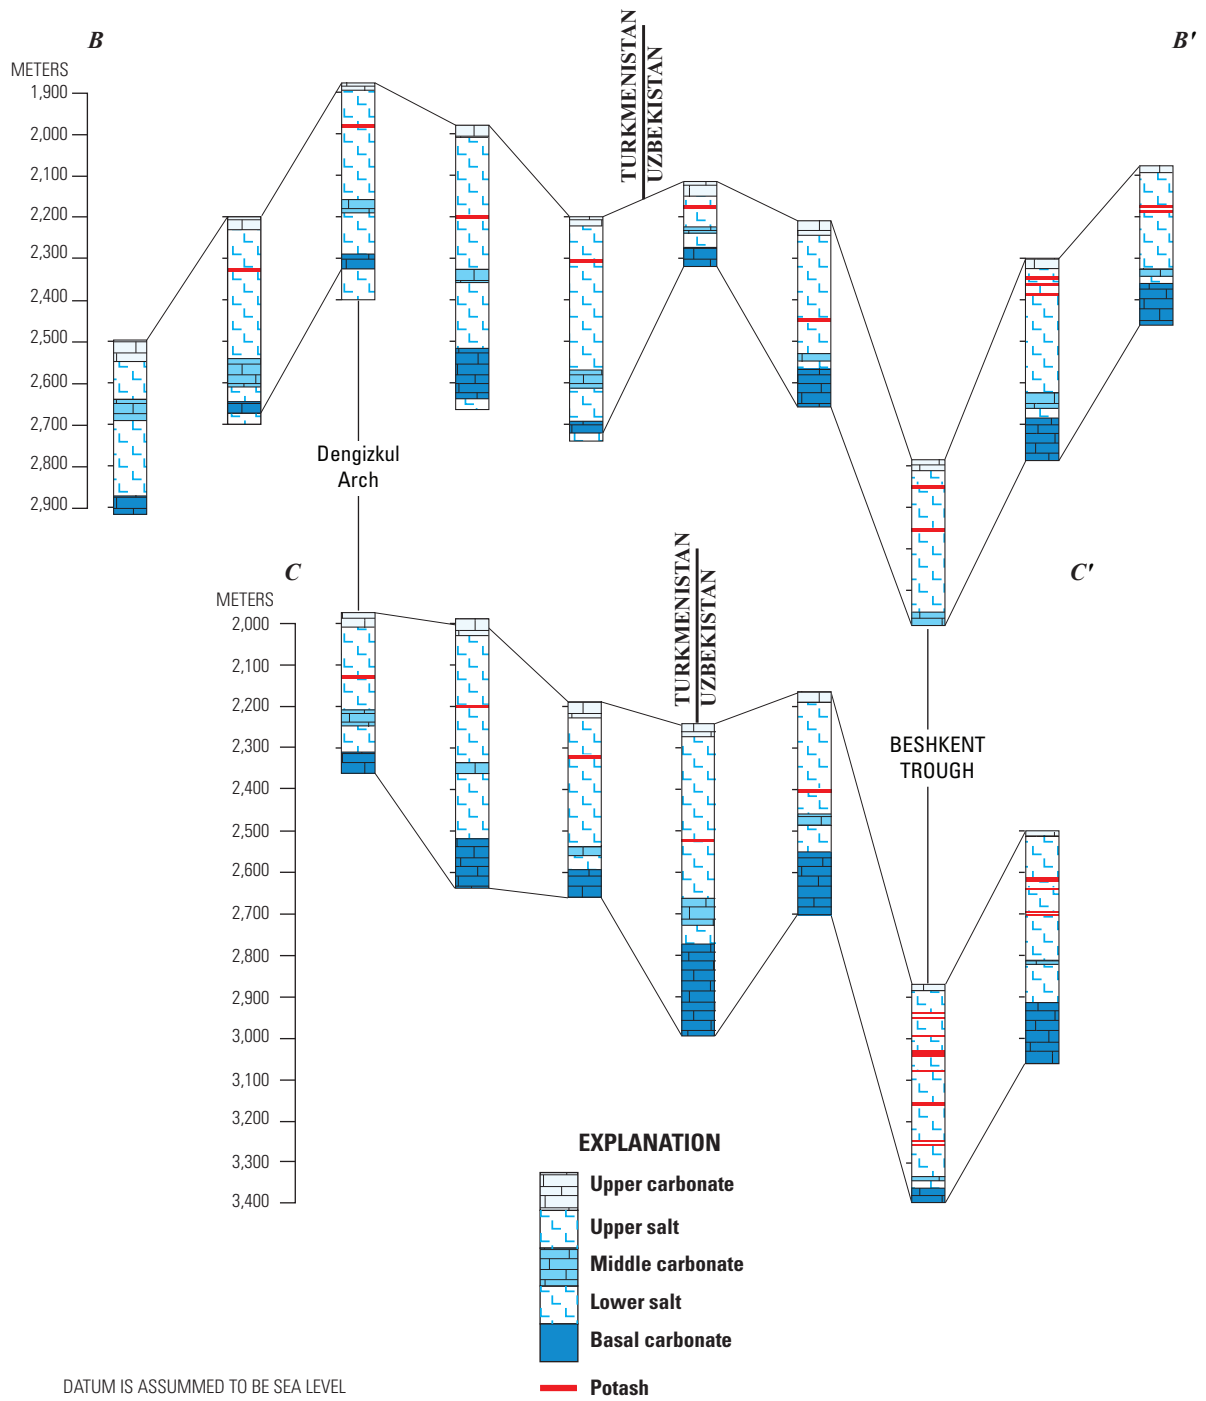 B
B'
METERS
1,900
2,000
2,100
2,200
2,300
2,400
2,500
2,600
2,700
2,800
2,900
TURKMENISTAN
UZBEKISTAN
Dengizkul
Arch
C
C'
METERS
2,000
2,100
2,200
2,300
2,400
2,500
2,600
2,700
2,800
2,900
3,000
3,100
3,200
3,300
3,400
TURKMENISTAN
UZBEKISTAN
BESHKENT
TROUGH
EXPLANATION
Upper carbonate
Upper salt
Middle carbonate
Lower salt
Basal carbonate
Potash
DATUM IS ASSUMMED TO BE SEA LEVEL